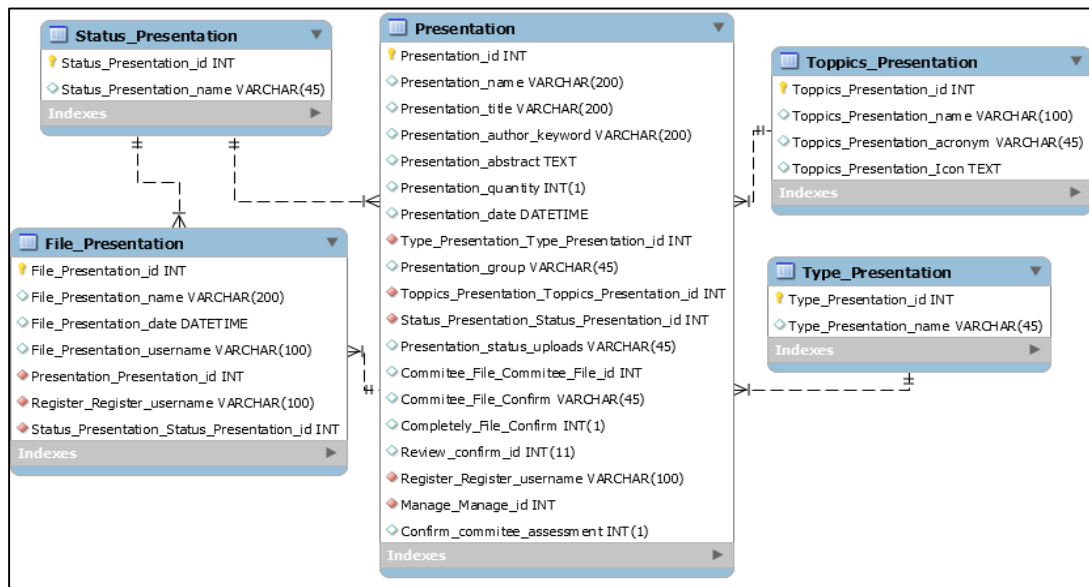 Status_Presentation
Status_Presentation_id INT
Status_Presentation_name VARCHAR(45)
Indexes
File_Presentation
File_Presentation_id INT
File_Presentation_name VARCHAR(200)
File_Presentation_date DATETIME
File_Presentation_username VARCHAR(100)
Presentation_Presentation_id INT
Register_Register_username VARCHAR(100)
Status_Presentation_Status_Presentation_id INT
Indexes
Presentation
Presentation_id INT
Presentation_name VARCHAR(200)
Presentation_title VARCHAR(200)
Presentation_author_keyword VARCHAR(200)
Presentation_abstract TEXT
Presentation_quantity INT(1)
Presentation_date DATETIME
Type_Presentation_Type_Presentation_id INT
Presentation_group VARCHAR(45)
Toppics_Presentation_Toppics_Presentation_id INT
Status_Presentation_Status_Presentation_id INT
Presentation_status_uploads VARCHAR(45)
Commitee_File_Commitee_File_id INT
Commitee_File_Confirm VARCHAR(45)
Completely_File_Confirm INT(1)
Review_confirm_id INT(11)
Register_Register_username VARCHAR(100)
Manage_Manage_id INT
Confirm_commitee_assessment INT(1)
Indexes
Toppics_Presentation
Toppics_Presentation_id INT
Toppics_Presentation_name VARCHAR(100)
Toppics_Presentation_acronym VARCHAR(45)
Toppics_Presentation_Icon TEXT
Indexes
Type_Presentation
Type_Presentation_id INT
Type_Presentation_name VARCHAR(45)
Indexes